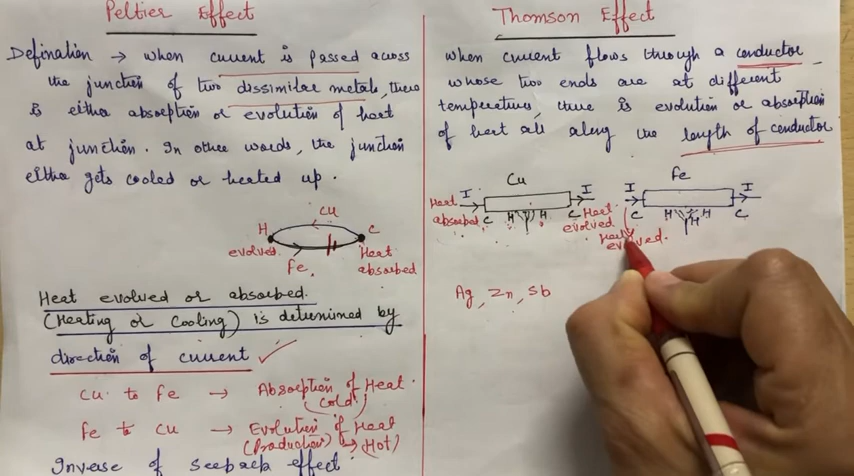 Peltier Effect
Defination → When current is passed across
the junction of two dissimilar metals, there
is either absorption or evolution of heat
at junction. In other words, the junction
either gets cooled or heated up.
Cu
H
C
evolved
Fe
Heat
absorbed
Heat evolved or absorbed
(Heating or Cooling) is determined by
direction of current ✓
Cu to Fe → Absorption of Heat.
(Cold)
Fe to Cu → Evolution of Heat
(Production) → Hot)
Inverse of seeback effect.
Thomson Effect
When current flows through a conductor
whose two ends are at different
temperatures, there is evolution or absorption
of heat all along the length of conductor
Cu
I
I
Heat
absorbed
C
H
H
C
Heat
evolved
Fe
I
I
C
H
H
H
C
Heat
evolved.
Ag, Zn, Sb